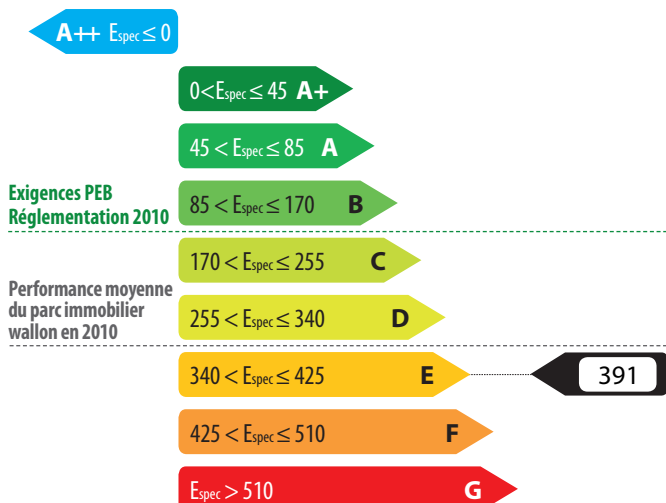 A++ Espec ≤ 0
0<Espec ≤ 45 A+
45 < Espec ≤ 85 A
Exigences PEB
Réglementation 2010
85 < Espec ≤ 170 B
170 < Espec ≤ 255 C
Performance moyenne
du parc immobilier
wallon en 2010
255 < Espec ≤ 340 D
340 < Espec ≤ 425 E 391
425 < Espec ≤ 510 F
Espec > 510 G